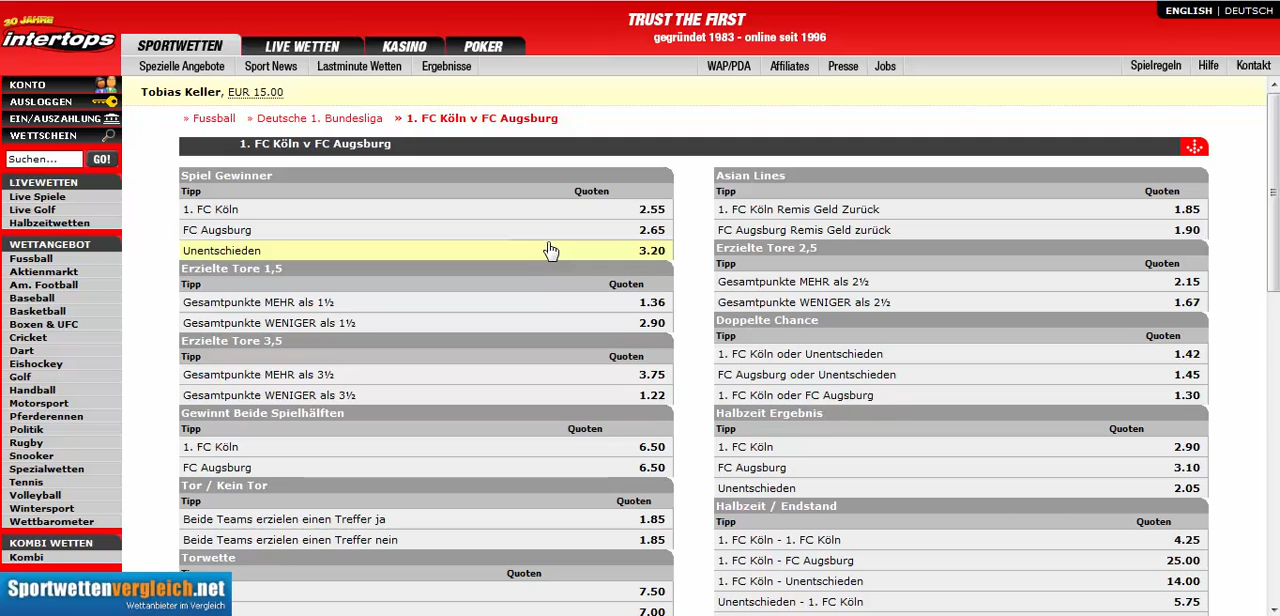 20 JAHRE
intertops
TRUST THE FIRST
gegründet 1983 - online seit 1996
ENGLISH | DEUTSCH
SPORTWETTEN LIVE WETTEN KASINO POKER
Spezielle Angebote Sport News Lastminute Wetten Ergebnisse WAP/PDA Affiliates Presse Jobs Spielregeln Hilfe Kontakt
KONTO
AUSLOGGEN
EIN/AUSZAHLUNG
WETTSCHEIN
Suchen... GO!
LIVEWETTEN
Live Spiele
Live Golf
Halbzeitwetten
WETTANGEBOT
Fussball
Aktienmarkt
Am. Football
Baseball
Basketball
Boxen & UFC
Cricket
Dart
Eishockey
Golf
Handball
Motorsport
Pferderennen
Politik
Rugby
Snooker
Spezialwetten
Tennis
Volleyball
Wintersport
Wettbarometer
KOMBI WETTEN
Kombi
Tobias Keller, EUR 15.00
» Fussball » Deutsche 1. Bundesliga » 1. FC Köln v FC Augsburg
1. FC Köln v FC Augsburg
Spiel Gewinner
Tipp Quoten
1. FC Köln 2.55
FC Augsburg 2.65
Unentschieden 3.20
Erzielte Tore 1,5
Tipp Quoten
Gesamtpunkte MEHR als 1½ 1.36
Gesamtpunkte WENIGER als 1½ 2.90
Erzielte Tore 3,5
Tipp Quoten
Gesamtpunkte MEHR als 3½ 3.75
Gesamtpunkte WENIGER als 3½ 1.22
Gewinnt Beide Spielhälften
Tipp Quoten
1. FC Köln 6.50
FC Augsburg 6.50
Tor / Kein Tor
Tipp Quoten
Beide Teams erzielen einen Treffer ja 1.85
Beide Teams erzielen einen Treffer nein 1.85
Torwette
Quoten
7.50
7.00
Asian Lines
Tipp Quoten
1. FC Köln Remis Geld Zurück 1.85
FC Augsburg Remis Geld zurück 1.90
Erzielte Tore 2,5
Tipp Quoten
Gesamtpunkte MEHR als 2½ 2.15
Gesamtpunkte WENIGER als 2½ 1.67
Doppelte Chance
Tipp Quoten
1. FC Köln oder Unentschieden 1.42
FC Augsburg oder Unentschieden 1.45
1. FC Köln oder FC Augsburg 1.30
Halbzeit Ergebnis
Tipp Quoten
1. FC Köln 2.90
FC Augsburg 3.10
Unentschieden 2.05
Halbzeit / Endstand
Tipp Quoten
1. FC Köln - 1. FC Köln 4.25
1. FC Köln - FC Augsburg 25.00
1. FC Köln - Unentschieden 14.00
Unentschieden - 1. FC Köln 5.75
Sportwettenvergleich.net
Wettanbieter im Vergleich